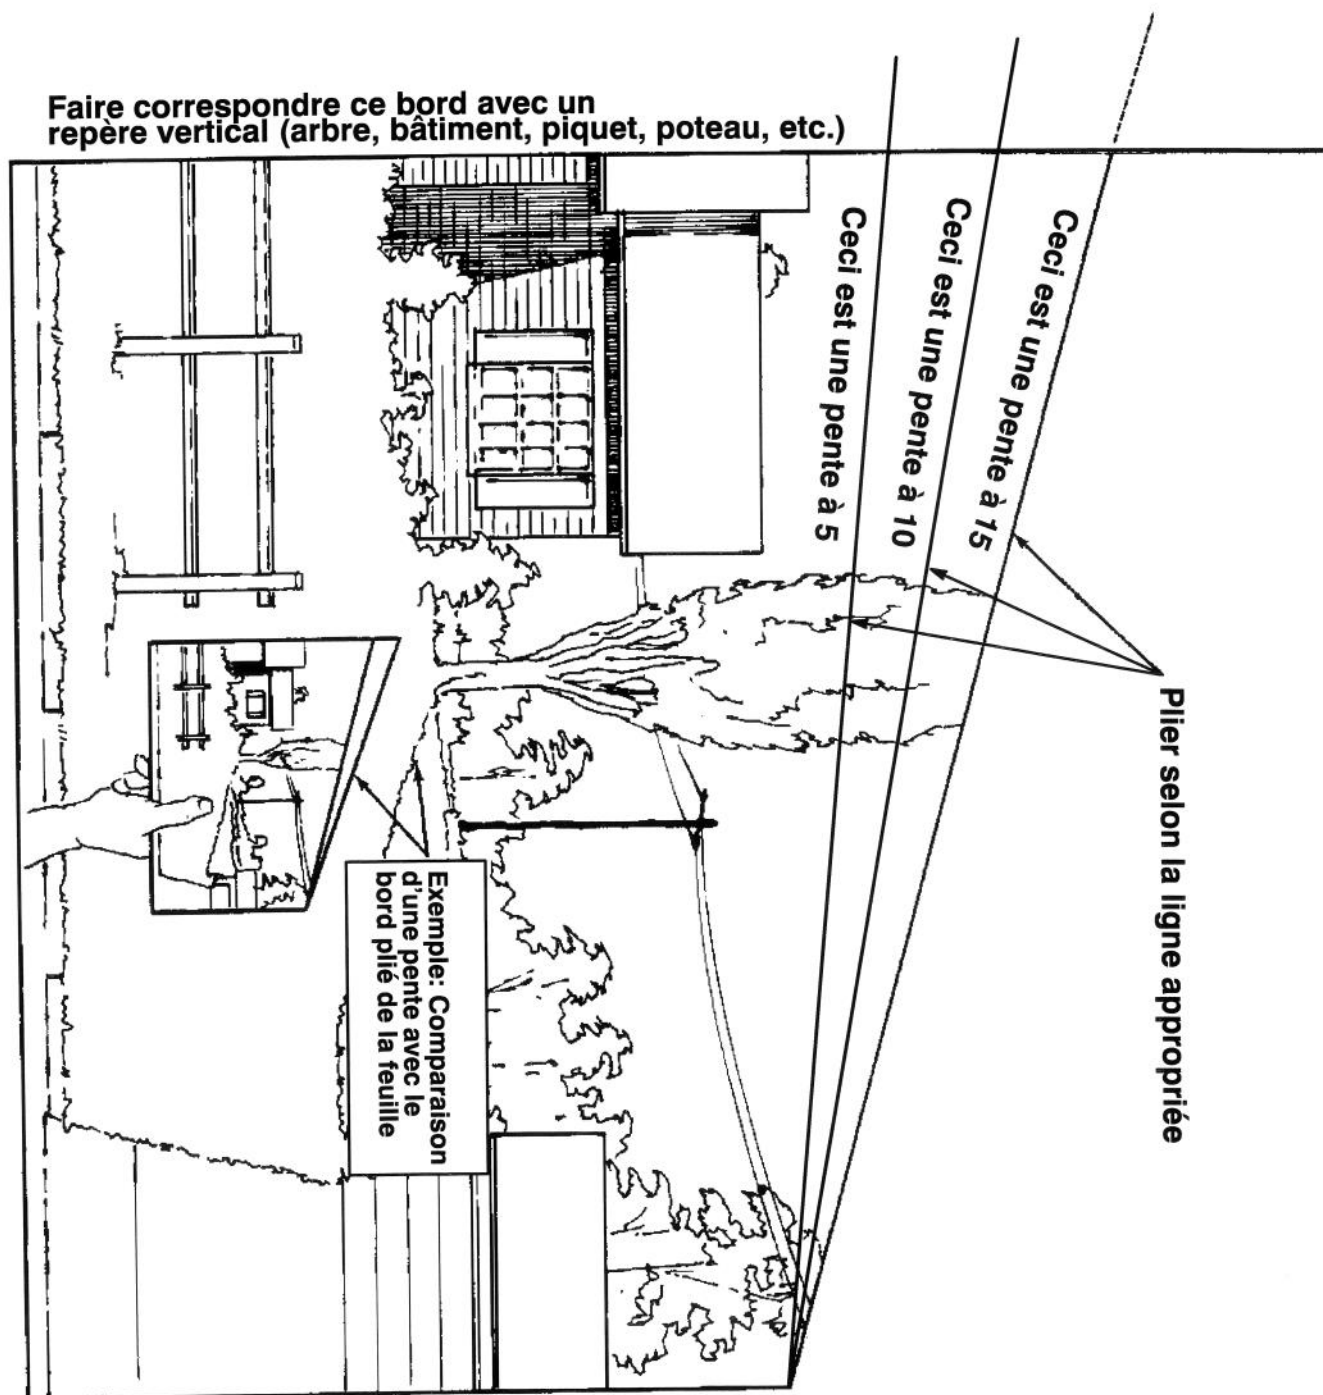 Faire correspondre ce bord avec un
repère vertical (arbre, bâtiment, piquet, poteau, etc.)
Ceci est une pente à 5
Ceci est une pente à 10
Ceci est une pente à 15
Plier selon la ligne appropriée
Exemple: Comparaison
d'une pente avec le
bord plié de la feuille